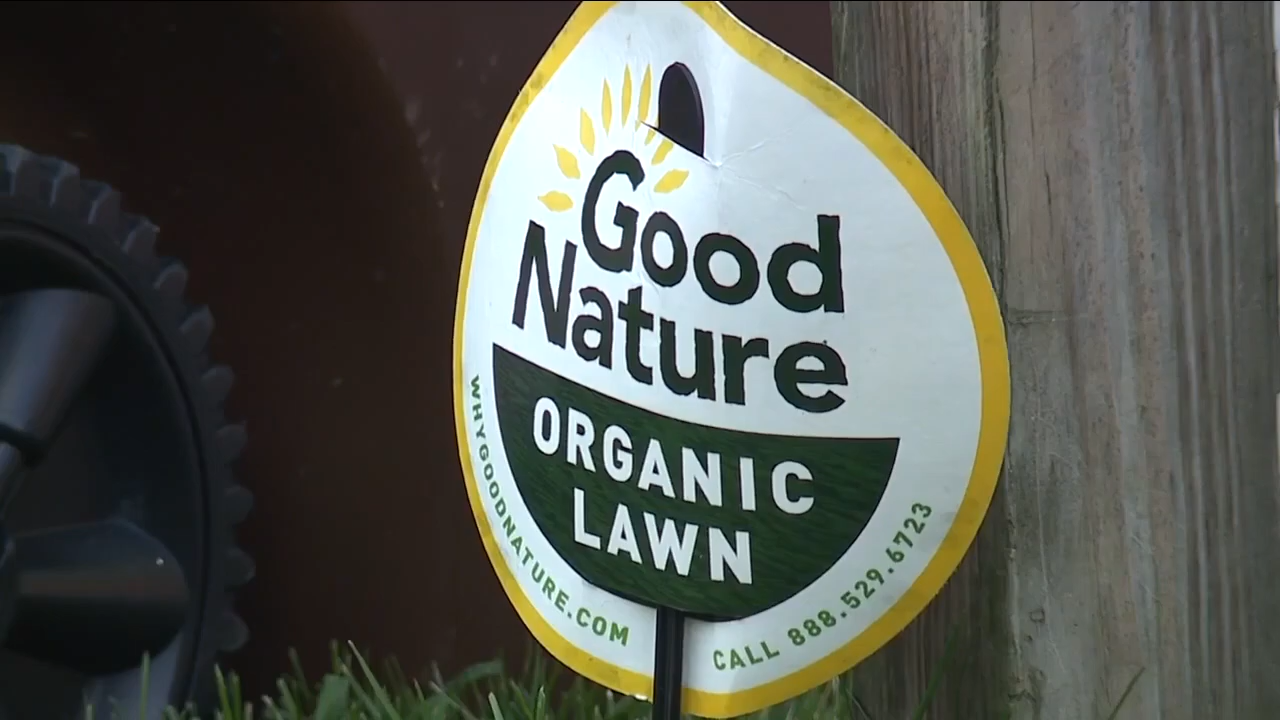 Good
Nature
ORGANIC
LAWN
WHYGOODNATURE.COM
CALL 888.529.6723